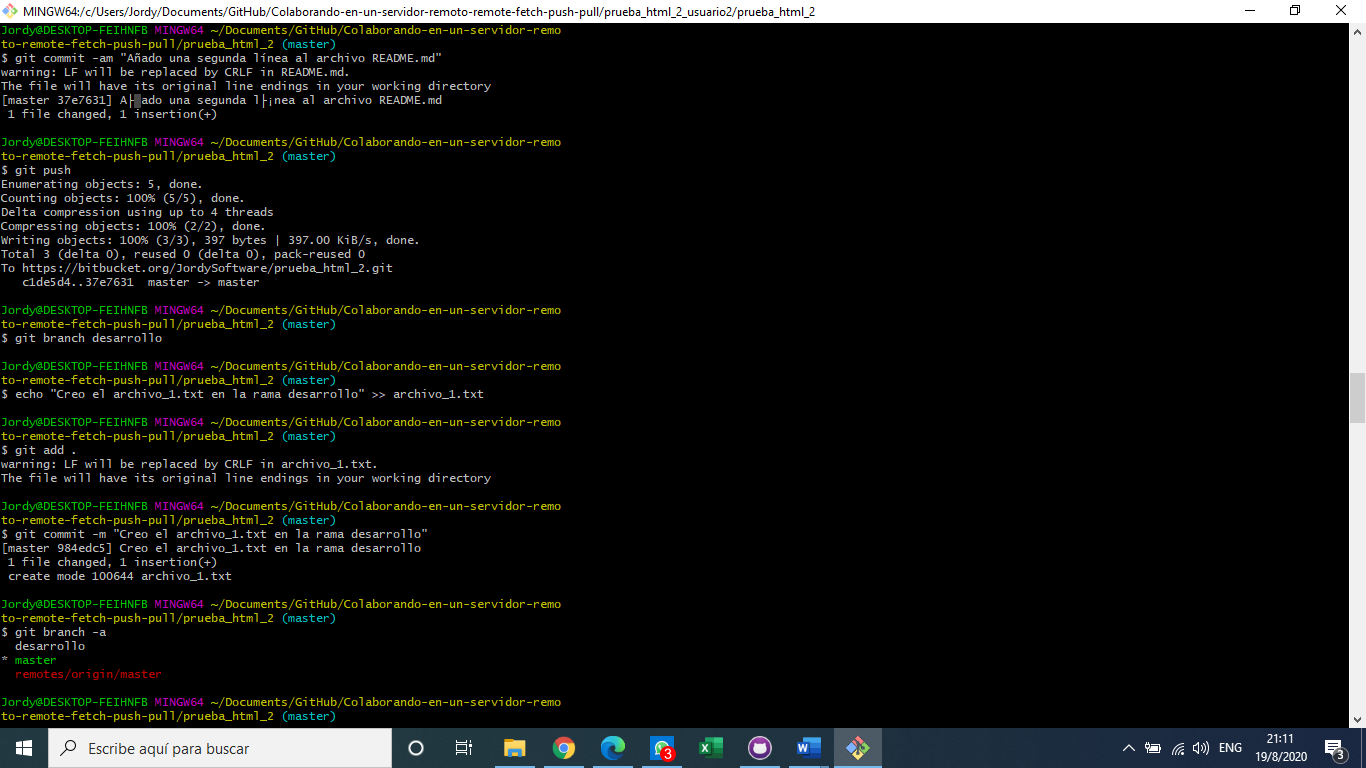 MINGW64:/c/Users/Jordy/Documents/GitHub/Colaborando-en-un-servidor-remoto-remote-fetch-push-pull/prueba_html_2_usuario2/prueba_html_2
Jordy@DESKTOP-FEIHNFB MINGW64 ~/Documents/GitHub/Colaborando-en-un-servidor-remo
to-remote-fetch-push-pull/prueba_html_2 (master)
$ git commit -am "Añado una segunda línea al archivo README.md"
warning: LF will be replaced by CRLF in README.md.
The file will have its original line endings in your working directory
[master 37e7631] A├▒ado una segunda l├¡nea al archivo README.md
 1 file changed, 1 insertion(+)
Jordy@DESKTOP-FEIHNFB MINGW64 ~/Documents/GitHub/Colaborando-en-un-servidor-remo
to-remote-fetch-push-pull/prueba_html_2 (master)
$ git push
Enumerating objects: 5, done.
Counting objects: 100% (5/5), done.
Delta compression using up to 4 threads
Compressing objects: 100% (2/2), done.
Writing objects: 100% (3/3), 397 bytes | 397.00 KiB/s, done.
Total 3 (delta 0), reused 0 (delta 0), pack-reused 0
To https://bitbucket.org/JordySoftware/prueba_html_2.git
   c1de5d4..37e7631  master -> master
Jordy@DESKTOP-FEIHNFB MINGW64 ~/Documents/GitHub/Colaborando-en-un-servidor-remo
to-remote-fetch-push-pull/prueba_html_2 (master)
$ git branch desarrollo
Jordy@DESKTOP-FEIHNFB MINGW64 ~/Documents/GitHub/Colaborando-en-un-servidor-remo
to-remote-fetch-push-pull/prueba_html_2 (master)
$ echo "Creo el archivo_1.txt en la rama desarrollo" >> archivo_1.txt
Jordy@DESKTOP-FEIHNFB MINGW64 ~/Documents/GitHub/Colaborando-en-un-servidor-remo
to-remote-fetch-push-pull/prueba_html_2 (master)
$ git add .
warning: LF will be replaced by CRLF in archivo_1.txt.
The file will have its original line endings in your working directory
Jordy@DESKTOP-FEIHNFB MINGW64 ~/Documents/GitHub/Colaborando-en-un-servidor-remo
to-remote-fetch-push-pull/prueba_html_2 (master)
$ git commit -m "Creo el archivo_1.txt en la rama desarrollo"
[master 984edc5] Creo el archivo_1.txt en la rama desarrollo
 1 file changed, 1 insertion(+)
 create mode 100644 archivo_1.txt
Jordy@DESKTOP-FEIHNFB MINGW64 ~/Documents/GitHub/Colaborando-en-un-servidor-remo
to-remote-fetch-push-pull/prueba_html_2 (master)
$ git branch -a
  desarrollo
* master
  remotes/origin/master
Jordy@DESKTOP-FEIHNFB MINGW64 ~/Documents/GitHub/Colaborando-en-un-servidor-remo
to-remote-fetch-push-pull/prueba_html_2 (master)
Escribe aquí para buscar
3
ENG
21:11
19/8/2020
3